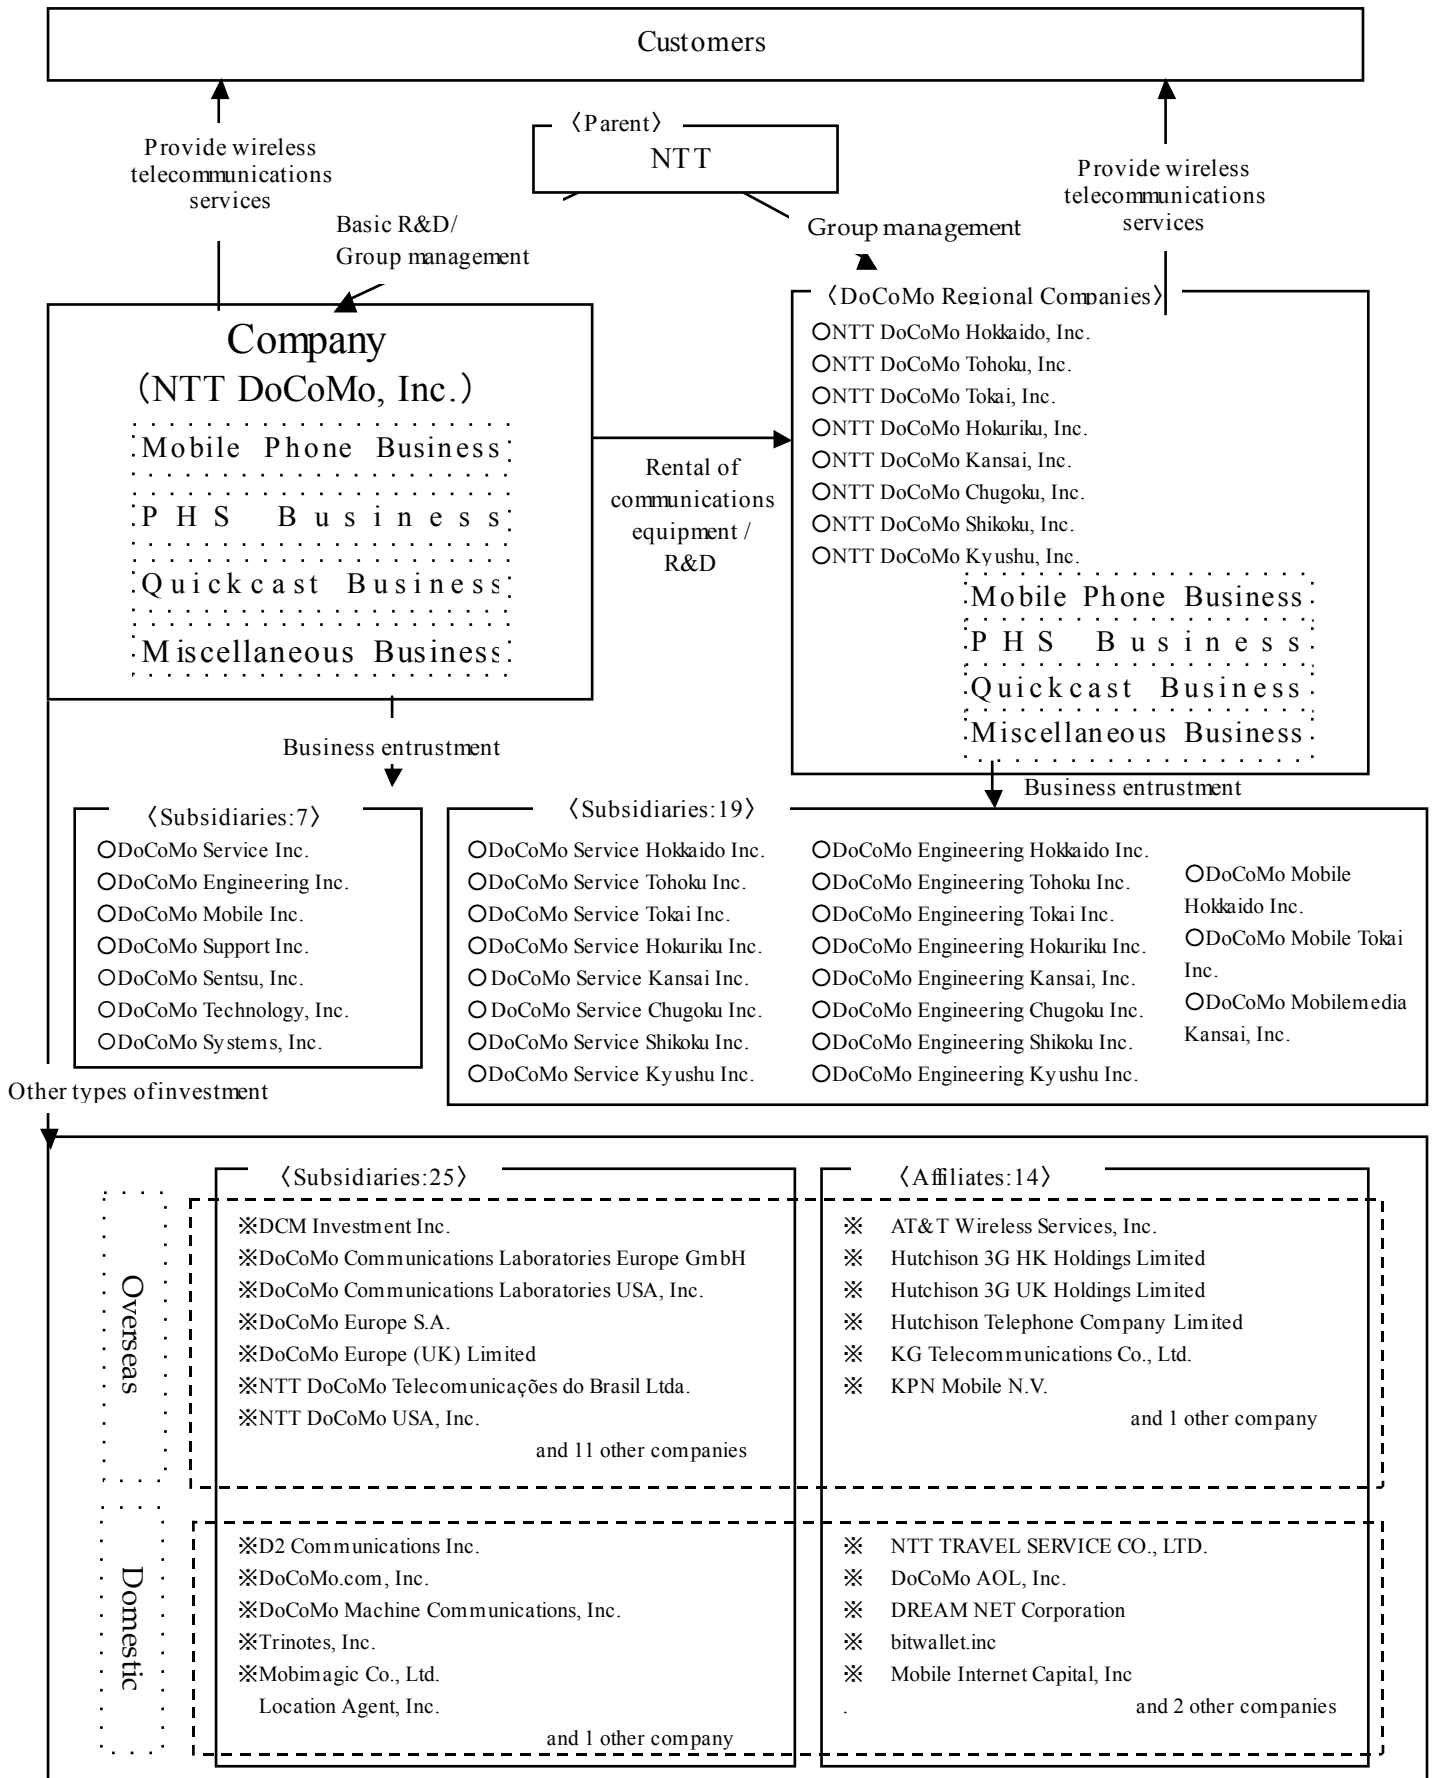 Customers
Provide wireless
telecommunications
services
〈Parent〉
NTT
Provide wireless
telecommunications
services
Basic R&D/
Group management
Group management
Company
(NTT DoCoMo, Inc.)
Mobile Phone Business
PHS Business
Quickcast Business
Miscellaneous Business
Rental of
communications
equipment /
R&D
〈DoCoMo Regional Companies〉
○NTT DoCoMo Hokkaido, Inc.
○NTT DoCoMo Tohoku, Inc.
○NTT DoCoMo Tokai, Inc.
○NTT DoCoMo Hokuriku, Inc.
○NTT DoCoMo Kansai, Inc.
○NTT DoCoMo Chugoku, Inc.
○NTT DoCoMo Shikoku, Inc.
○NTT DoCoMo Kyushu, Inc.
Mobile Phone Business
PHS Business
Quickcast Business
Miscellaneous Business
Business entrustment
Business entrustment
〈Subsidiaries:7〉
○DoCoMo Service Inc.
○DoCoMo Engineering Inc.
○DoCoMo Mobile Inc.
○DoCoMo Support Inc.
○DoCoMo Sentsu, Inc.
○DoCoMo Technology, Inc.
○DoCoMo Systems, Inc.
〈Subsidiaries:19〉
○DoCoMo Service Hokkaido Inc.
○DoCoMo Service Tohoku Inc.
○DoCoMo Service Tokai Inc.
○DoCoMo Service Hokuriku Inc.
○DoCoMo Service Kansai Inc.
○DoCoMo Service Chugoku Inc.
○DoCoMo Service Shikoku Inc.
○DoCoMo Service Kyushu Inc.
○DoCoMo Engineering Hokkaido Inc.
○DoCoMo Engineering Tohoku Inc.
○DoCoMo Engineering Tokai Inc.
○DoCoMo Engineering Hokuriku Inc.
○DoCoMo Engineering Kansai, Inc.
○DoCoMo Engineering Chugoku Inc.
○DoCoMo Engineering Shikoku Inc.
○DoCoMo Engineering Kyushu Inc.
○DoCoMo Mobile
Hokkaido Inc.
○DoCoMo Mobile Tokai
Inc.
○DoCoMo Mobilemedia
Kansai, Inc.
Other types of investment
Overseas
〈Subsidiaries:25〉
※DCM Investment Inc.
※DoCoMo Communications Laboratories Europe GmbH
※DoCoMo Communications Laboratories USA, Inc.
※DoCoMo Europe S.A.
※DoCoMo Europe (UK) Limited
※NTT DoCoMo Telecomunicações do Brasil Ltda.
※NTT DoCoMo USA, Inc.
and 11 other companies
〈Affiliates:14〉
※ AT&T Wireless Services, Inc.
※ Hutchison 3G HK Holdings Limited
※ Hutchison 3G UK Holdings Limited
※ Hutchison Telephone Company Limited
※ KG Telecommunications Co., Ltd.
※ KPN Mobile N.V.
and 1 other company
Domestic
※D2 Communications Inc.
※DoCoMo.com, Inc.
※DoCoMo Machine Communications, Inc.
※Trinotes, Inc.
※Mobimagic Co., Ltd.
Location Agent, Inc.
and 1 other company
※ NTT TRAVEL SERVICE CO., LTD.
※ DoCoMo AOL, Inc.
※ DREAM NET Corporation
※ bitwallet.inc
※ Mobile Internet Capital, Inc
. and 2 other companies